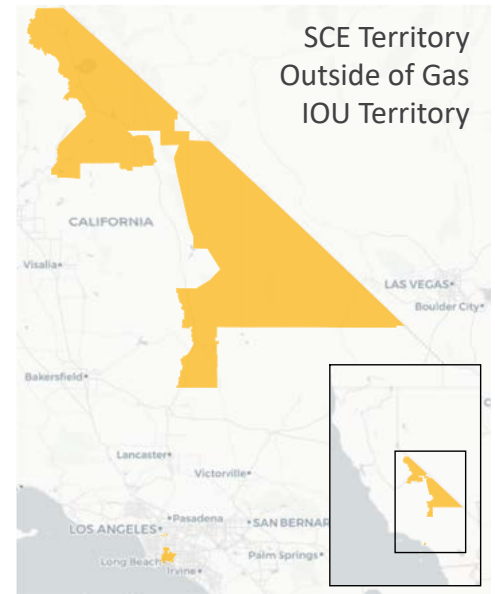 SCE Territory
Outside of Gas
IOU Territory
CALIFORNIA
Visalia
LAS VEGAS
Boulder City
Bakersfield
Lancaster
Victorville
LOS ANGELES
Pasadena
SAN BERNAR
Long Beach
Palm Springs
Irvine